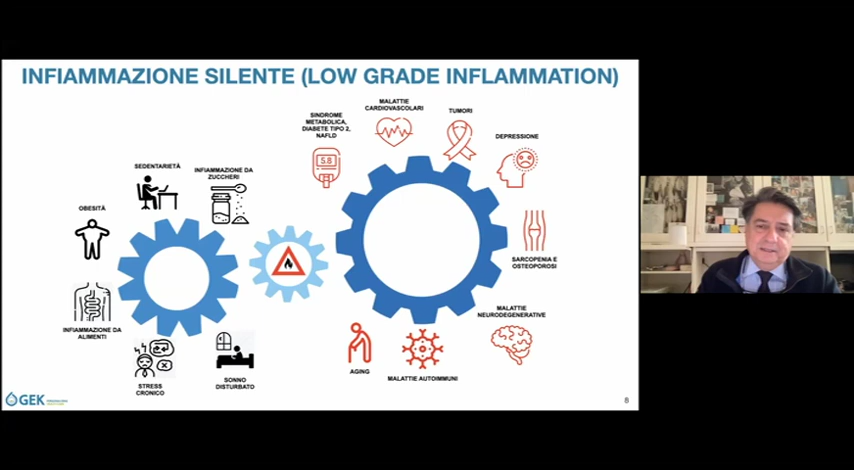 INFIAMMAZIONE SILENTE (LOW GRADE INFLAMMATION)
MALATTIE
CARDIOVASCOLARI
TUMORI
SINDROME
METABOLICA,
DIABETE TIPO 2,
NAFLD
5.8
DEPRESSIONE
SEDENTARIETÀ
INFIAMMAZIONE DA
ZUCCHERI
OBESITÀ
SARCOPENIA E
OSTEOPOROSI
INFIAMMAZIONE DA
ALIMENTI
MALATTIE
NEURODEGENERATIVE
STRESS
CRONICO
SONNO
DISTURBATO
AGING
MALATTIE AUTOIMMUNI
GEK
8